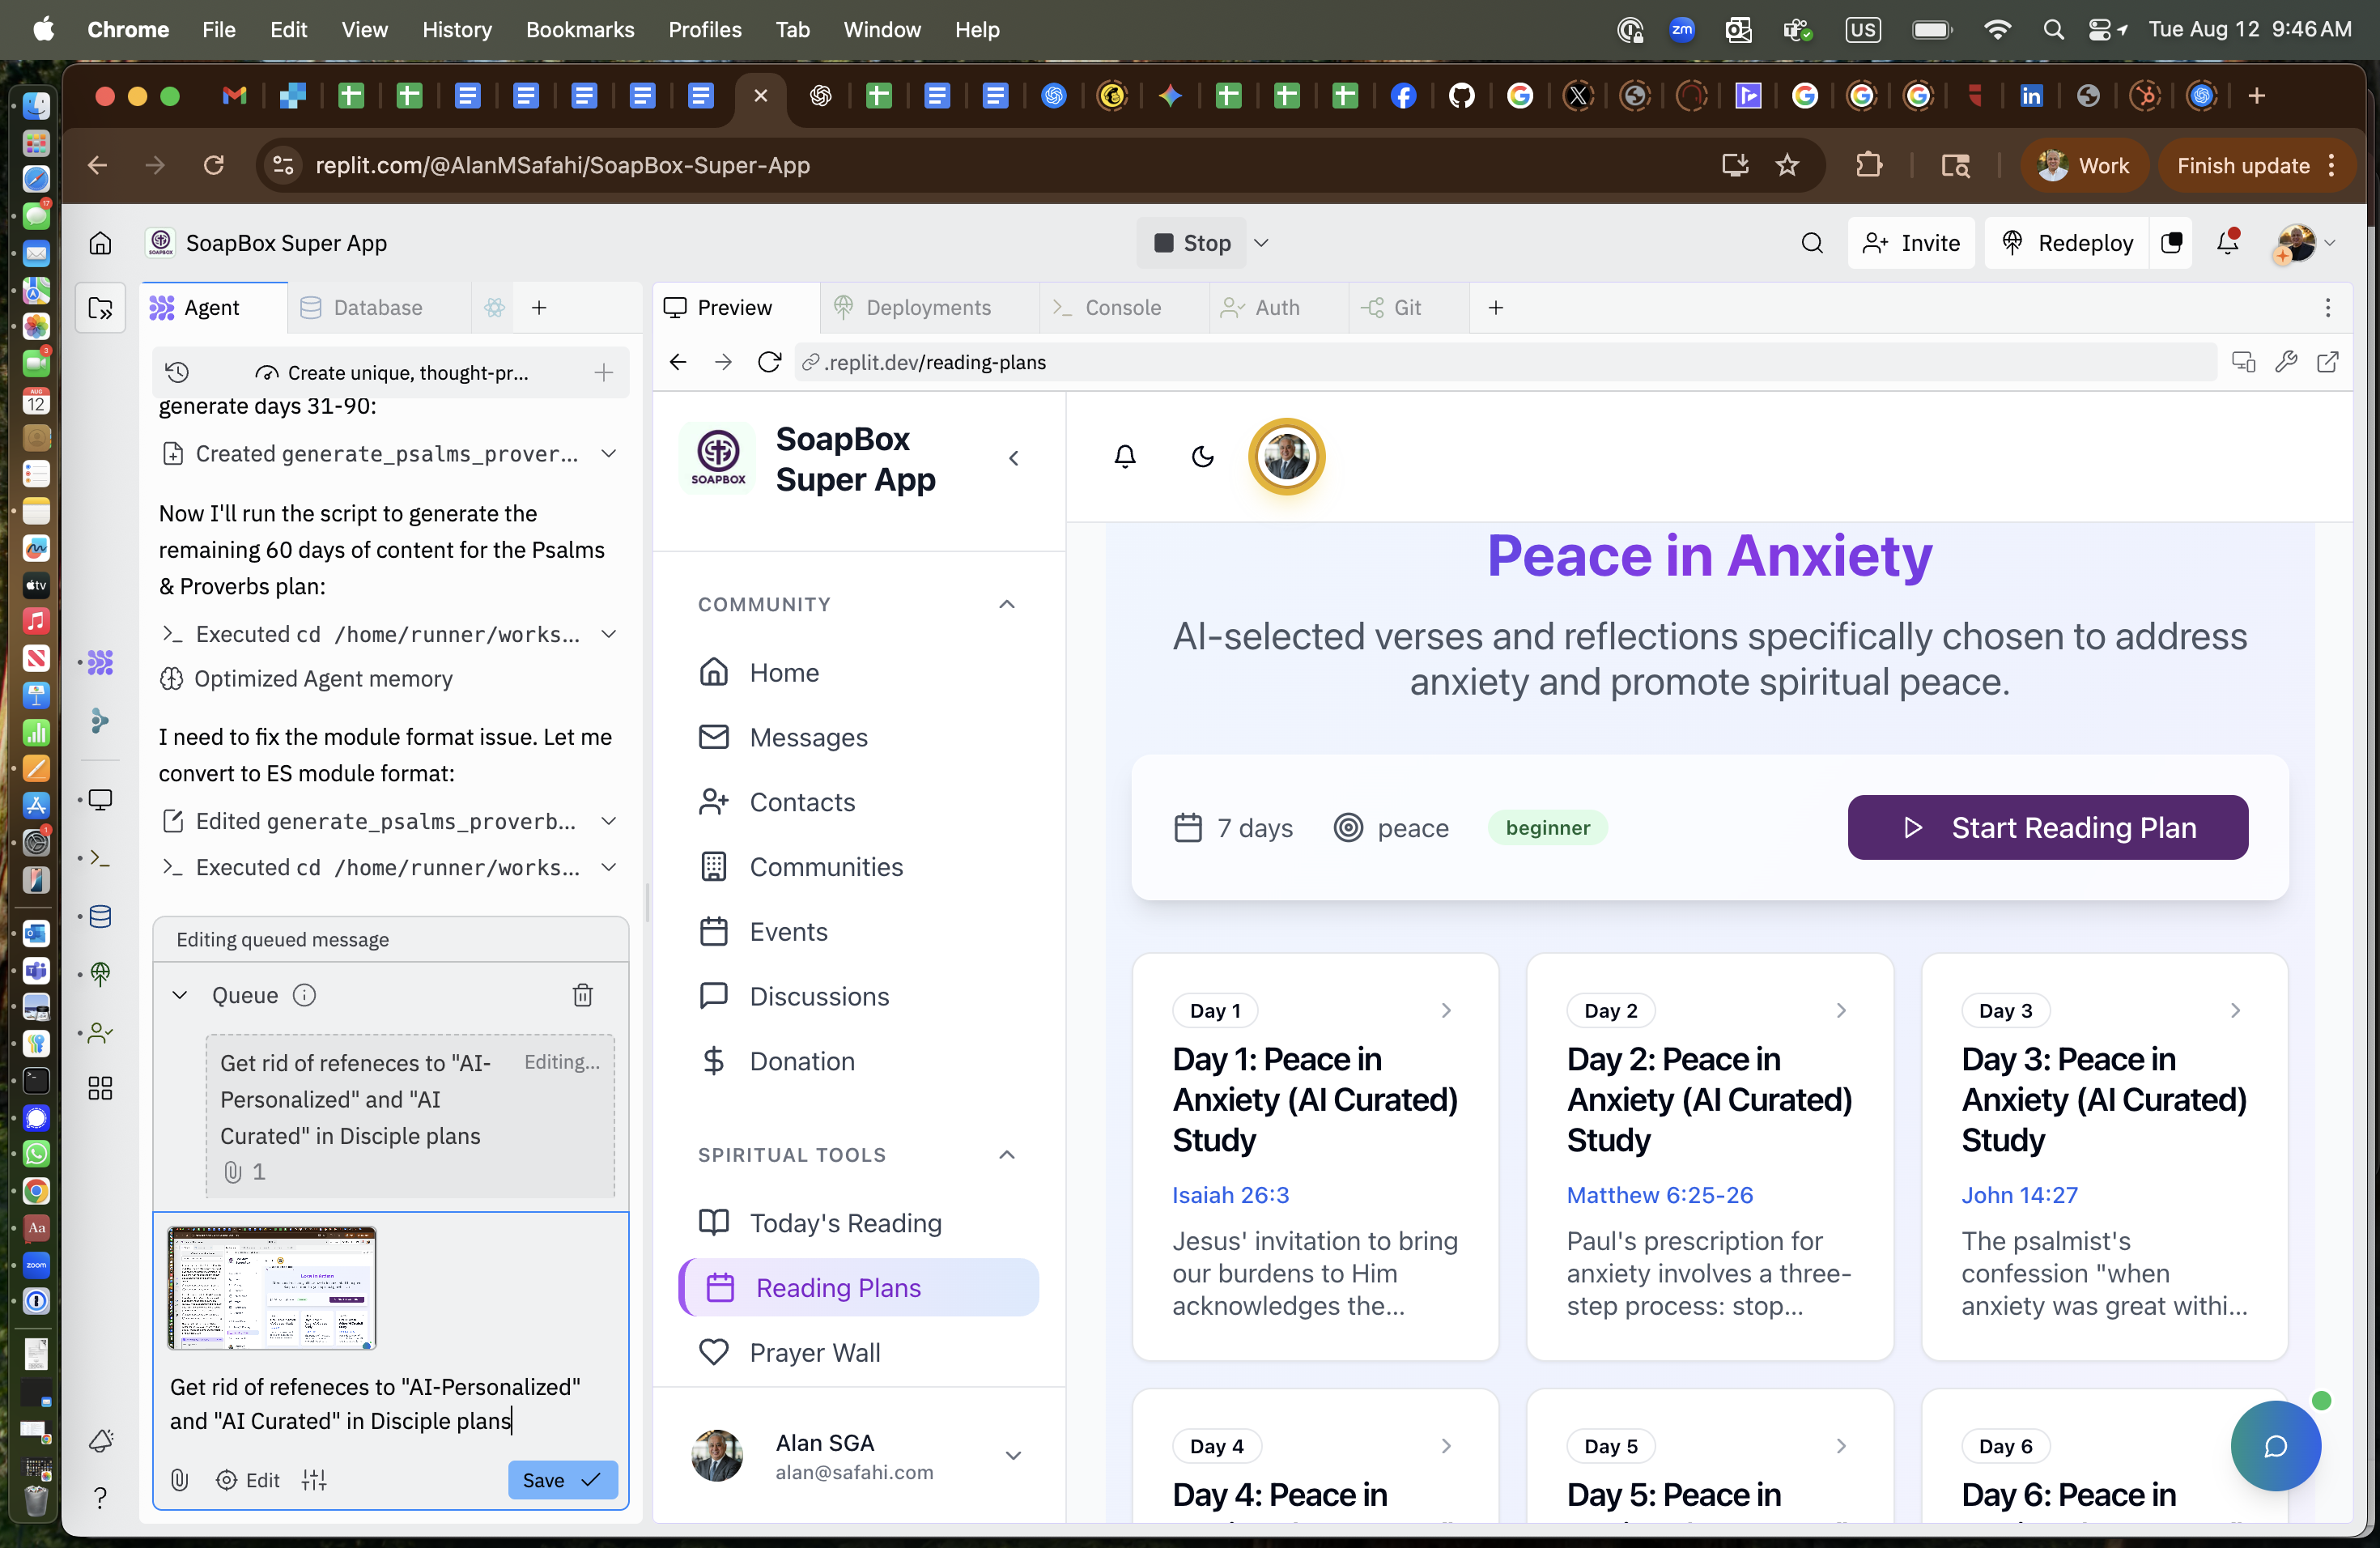 Chrome File Edit View History Bookmarks Profiles Tab Window Help
zm
US
Tue Aug 12 9:46 AM
replit.com/@AlanMSafahi/SoapBox-Super-App
Work
Finish update
SOAPBOX
SoapBox Super App
Stop
Invite
Redeploy
Agent
Database
Preview
Deployments
Console
Auth
Git
Create unique, thought-pr...
.replit.dev/reading-plans
generate days 31-90:
Created generate_psalms_prover...
Now I'll run the script to generate the
remaining 60 days of content for the Psalms
& Proverbs plan:
Executed cd /home/runner/works...
Optimized Agent memory
I need to fix the module format issue. Let me
convert to ES module format:
Edited generate_psalms_proverb...
Executed cd /home/runner/works...
Editing queued message
Queue
Get rid of refeneces to "AI-
Personalized" and "AI
Curated" in Disciple plans
Editing...
1
Get rid of refeneces to "AI-Personalized"
and "AI Curated" in Disciple plans
Edit
Save
SOAPBOX
SoapBox
Super App
COMMUNITY
Home
Messages
Contacts
Communities
Events
Discussions
Donation
SPIRITUAL TOOLS
Today's Reading
Reading Plans
Prayer Wall
Alan SGA
alan@safahi.com
Peace in Anxiety
AI-selected verses and reflections specifically chosen to address
anxiety and promote spiritual peace.
7 days
peace
beginner
Start Reading Plan
Day 1
Day 1: Peace in
Anxiety (AI Curated)
Study
Isaiah 26:3
Jesus' invitation to bring
our burdens to Him
acknowledges the...
Day 2
Day 2: Peace in
Anxiety (AI Curated)
Study
Matthew 6:25-26
Paul's prescription for
anxiety involves a three-
step process: stop...
Day 3
Day 3: Peace in
Anxiety (AI Curated)
Study
John 14:27
The psalmist's
confession "when
anxiety was great withi...
Day 4
Day 4: Peace in
Day 5
Day 5: Peace in
Day 6
Day 6: Peace in
17
3
AUG
12
tv
1
Aa
zoom